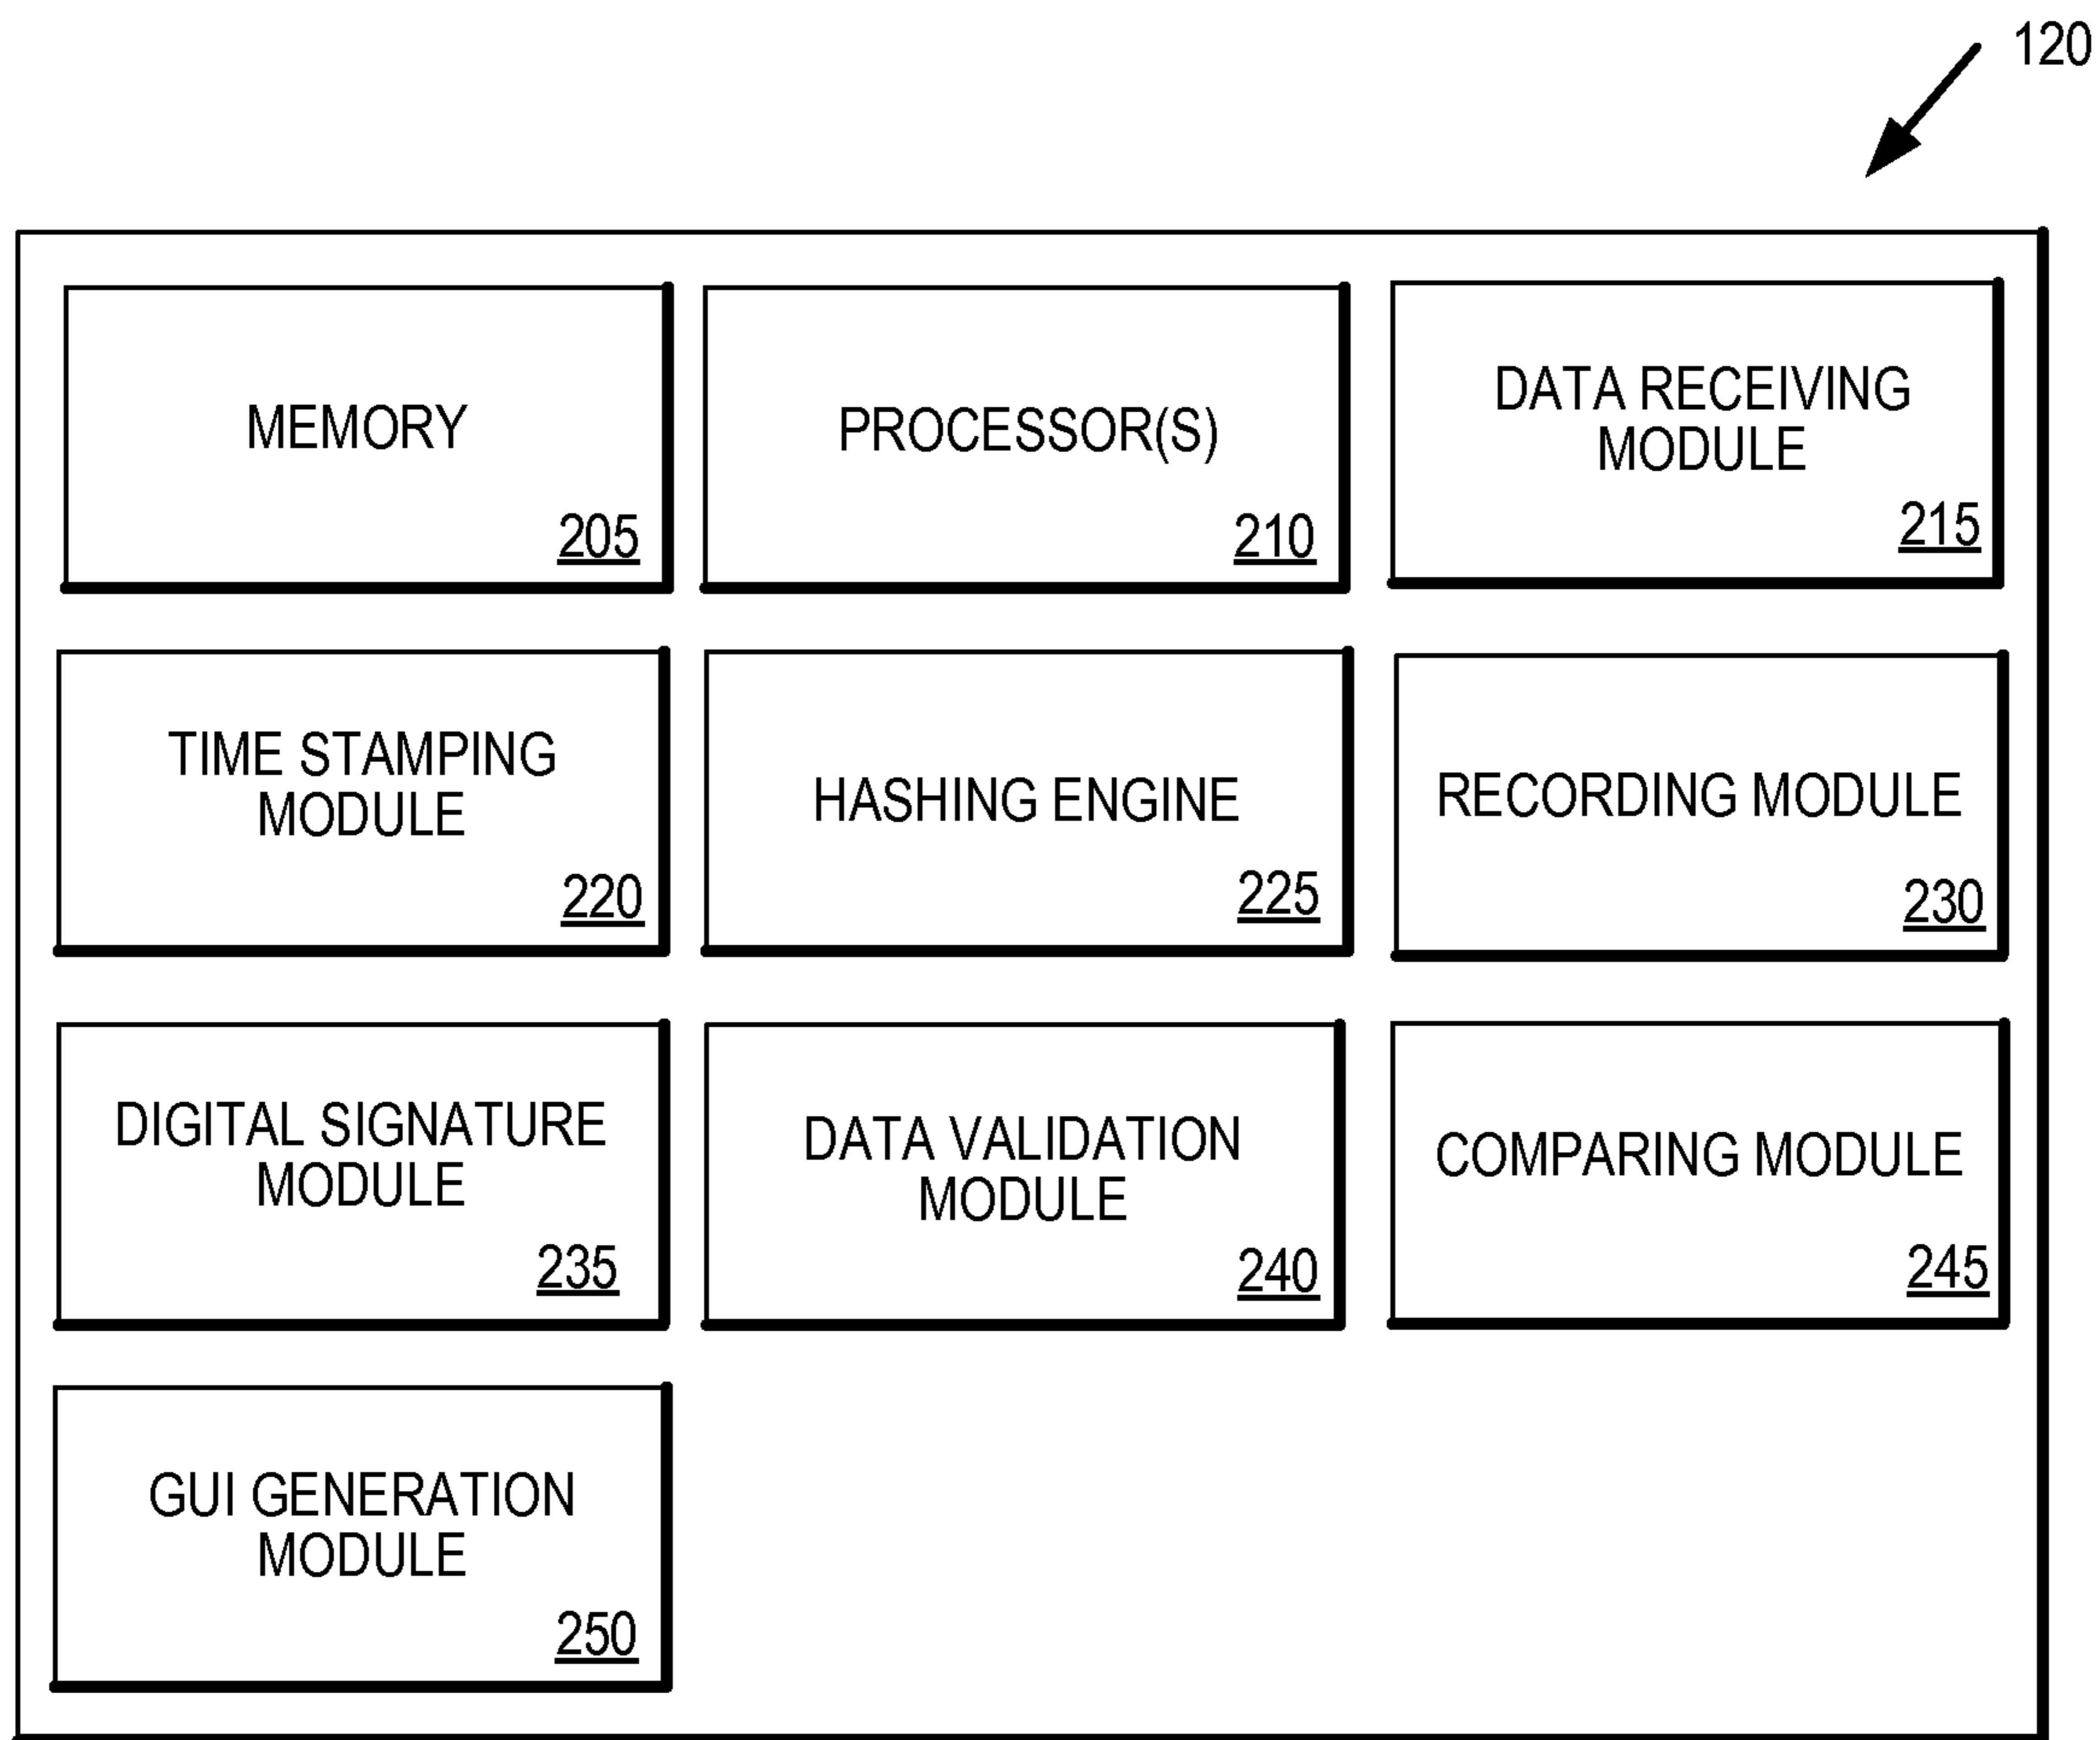 120
MEMORY
205
PROCESSOR(S)
210
DATA RECEIVING
MODULE
215
TIME STAMPING
MODULE
220
HASHING ENGINE
225
RECORDING MODULE
230
DIGITAL SIGNATURE
MODULE
235
DATA VALIDATION
MODULE
240
COMPARING MODULE
245
GUI GENERATION
MODULE
250